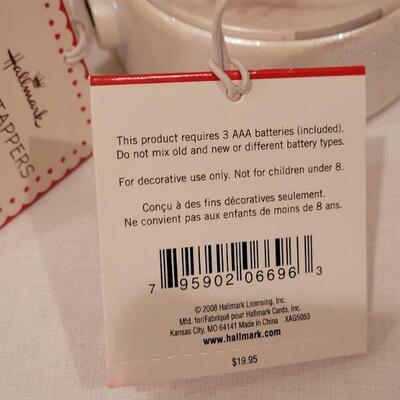 Hallmark
TAPPERS
This product requires 3 AAA batteries (included).
Do not mix old and new or different battery types.
For decorative use only. Not for children under 8.
Conçu à des fins décoratives seulement.
Ne convient pas aux enfants de moins de 8 ans.
7 95902 06696 3
© 2008 Hallmark Licensing, Inc.
Mfd. for/Fabriqué pour Hallmark Cards, Inc.
Kansas City, MO 64141 Made in China XAG5053
www.hallmark.com
$19.95